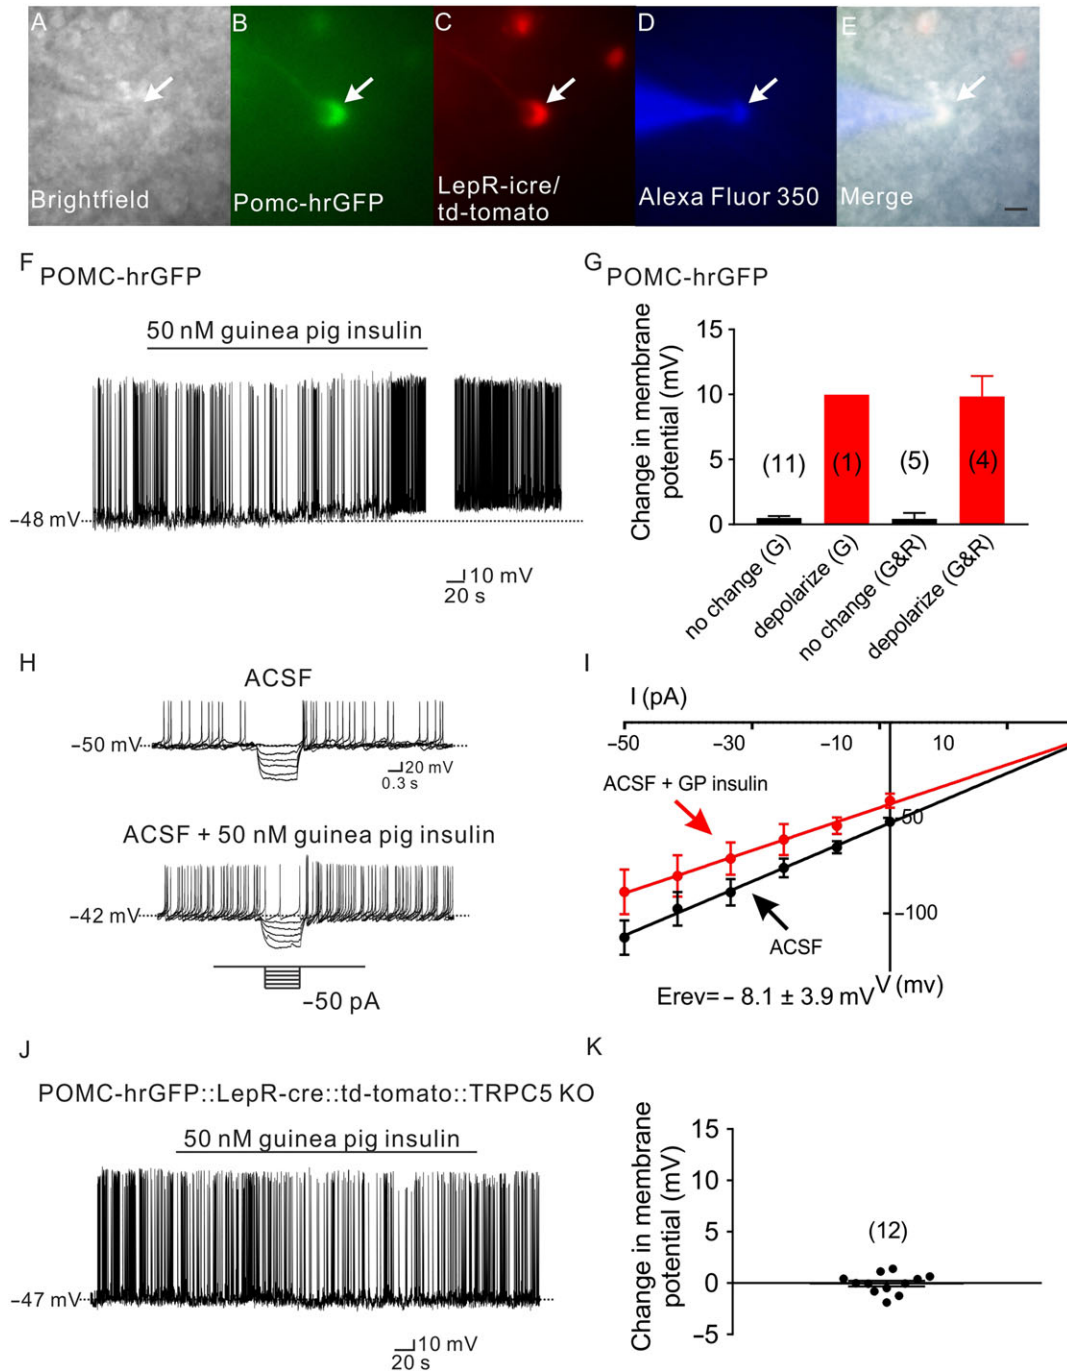 A
B
C
D
E
Brightfield
Pomc-hrGFP
LepR-icre/
td-tomato
Alexa Fluor 350
Merge
F
POMC-hrGFP
50 nM guinea pig insulin
−48 mV
10 mV
20 s
G
POMC-hrGFP
Change in membrane
potential (mV)
15
10
5
0
(11)
(1)
(5)
(4)
no change (G)
depolarize (G)
no change (G&R)
depolarize (G&R)
H
ACSF
−50 mV
20 mV
0.3 s
ACSF + 50 nM guinea pig insulin
−42 mV
−50 pA
I
I (pA)
−50
−30
−10
10
ACSF + GP insulin
−50
−100
ACSF
V (mv)
Erev= − 8.1 ± 3.9 mV
J
POMC-hrGFP::LepR-cre::td-tomato::TRPC5 KO
50 nM guinea pig insulin
−47 mV
10 mV
20 s
K
Change in membrane
potential (mV)
15
10
5
0
−5
(12)